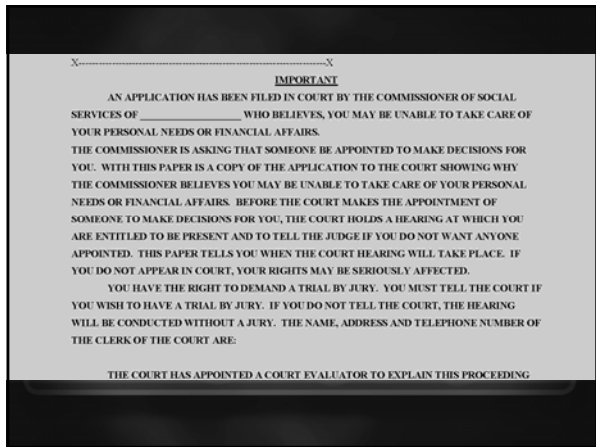 X--------------------------------------------------------------------------X
IMPORTANT
AN APPLICATION HAS BEEN FILED IN COURT BY THE COMMISSIONER OF SOCIAL
SERVICES OF ____________________ WHO BELIEVES, YOU MAY BE UNABLE TO TAKE CARE OF
YOUR PERSONAL NEEDS OR FINANCIAL AFFAIRS.
THE COMMISSIONER IS ASKING THAT SOMEONE BE APPOINTED TO MAKE DECISIONS FOR
YOU. WITH THIS PAPER IS A COPY OF THE APPLICATION TO THE COURT SHOWING WHY
THE COMMISSIONER BELIEVES YOU MAY BE UNABLE TO TAKE CARE OF YOUR PERSONAL
NEEDS OR FINANCIAL AFFAIRS. BEFORE THE COURT MAKES THE APPOINTMENT OF
SOMEONE TO MAKE DECISIONS FOR YOU, THE COURT HOLDS A HEARING AT WHICH YOU
ARE ENTITLED TO BE PRESENT AND TO TELL THE JUDGE IF YOU DO NOT WANT ANYONE
APPOINTED. THIS PAPER TELLS YOU WHEN THE COURT HEARING WILL TAKE PLACE. IF
YOU DO NOT APPEAR IN COURT, YOUR RIGHTS MAY BE SERIOUSLY AFFECTED.
YOU HAVE THE RIGHT TO DEMAND A TRIAL BY JURY. YOU MUST TELL THE COURT IF
YOU WISH TO HAVE A TRIAL BY JURY. IF YOU DO NOT TELL THE COURT, THE HEARING
WILL BE CONDUCTED WITHOUT A JURY. THE NAME, ADDRESS AND TELEPHONE NUMBER OF
THE CLERK OF THE COURT ARE:
THE COURT HAS APPOINTED A COURT EVALUATOR TO EXPLAIN THIS PROCEEDING